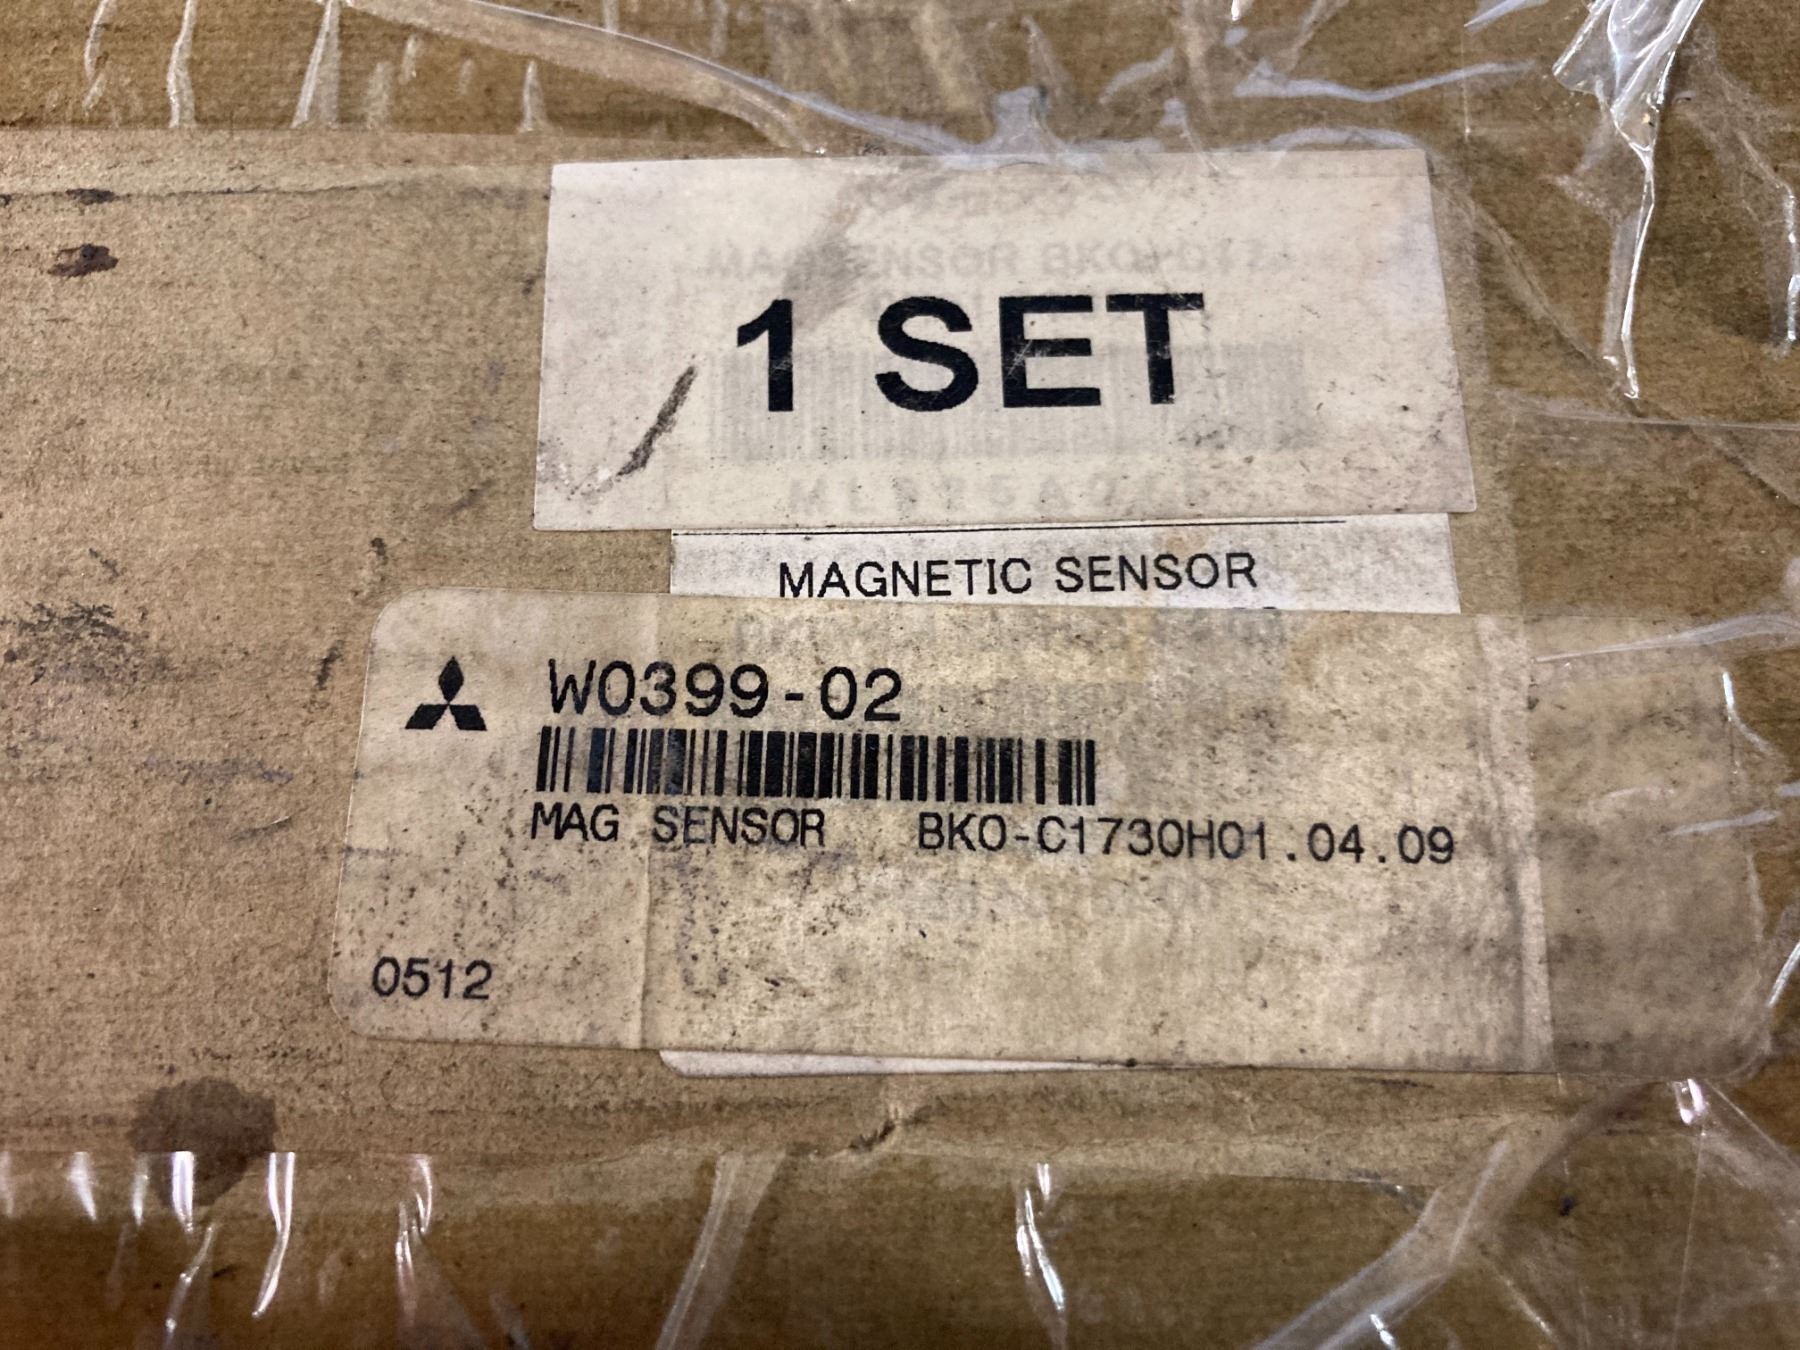 1 SET
MAGNETIC SENSOR
W0399-02
MAG SENSOR BKO-C1730H01.04.09
0512